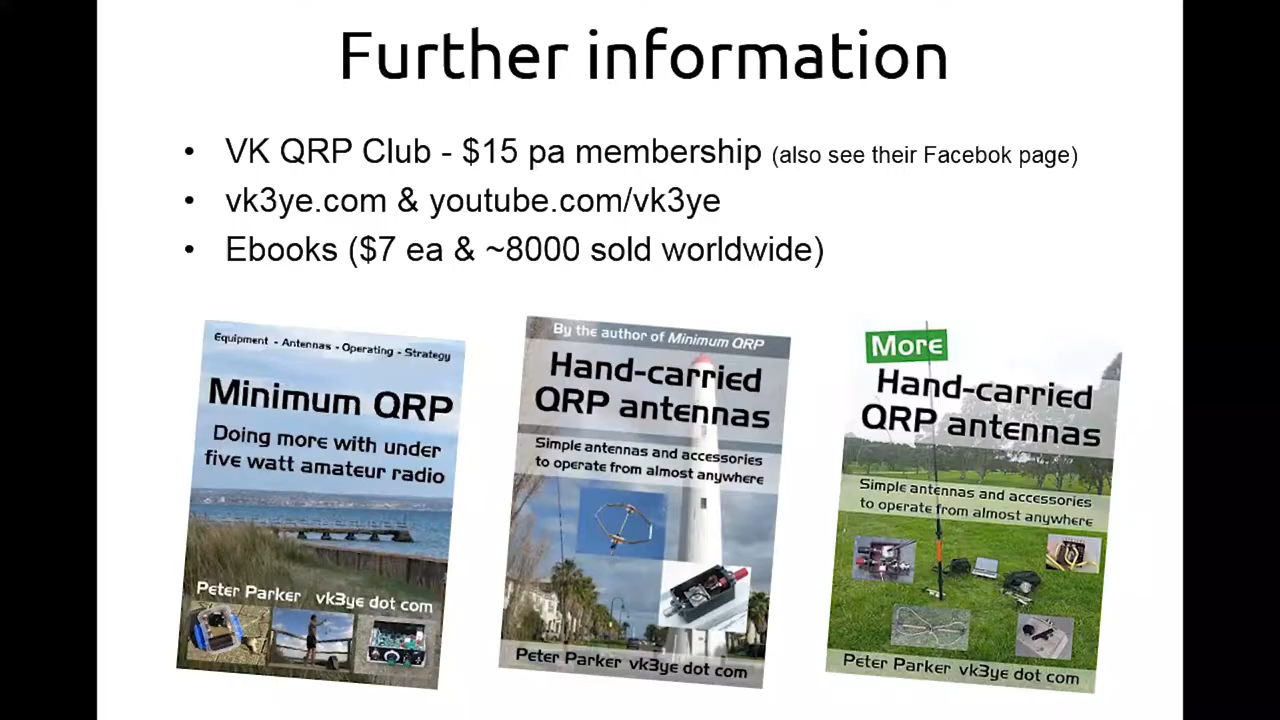 Further information
• VK QRP Club - $15 pa membership (also see their Facebok page)
• vk3ye.com & youtube.com/vk3ye
• Ebooks ($7 ea & ~8000 sold worldwide)
Equipment - Antennas - Operating - Strategy
Minimum QRP
Doing more with under
five watt amateur radio
Peter Parker vk3ye dot com
By the author of Minimum QRP
Hand-carried
QRP antennas
Simple antennas and accessories
to operate from almost anywhere
Peter Parker vk3ye dot com
More
Hand-carried
QRP antennas
Simple antennas and accessories
to operate from almost anywhere
Peter Parker vk3ye dot com